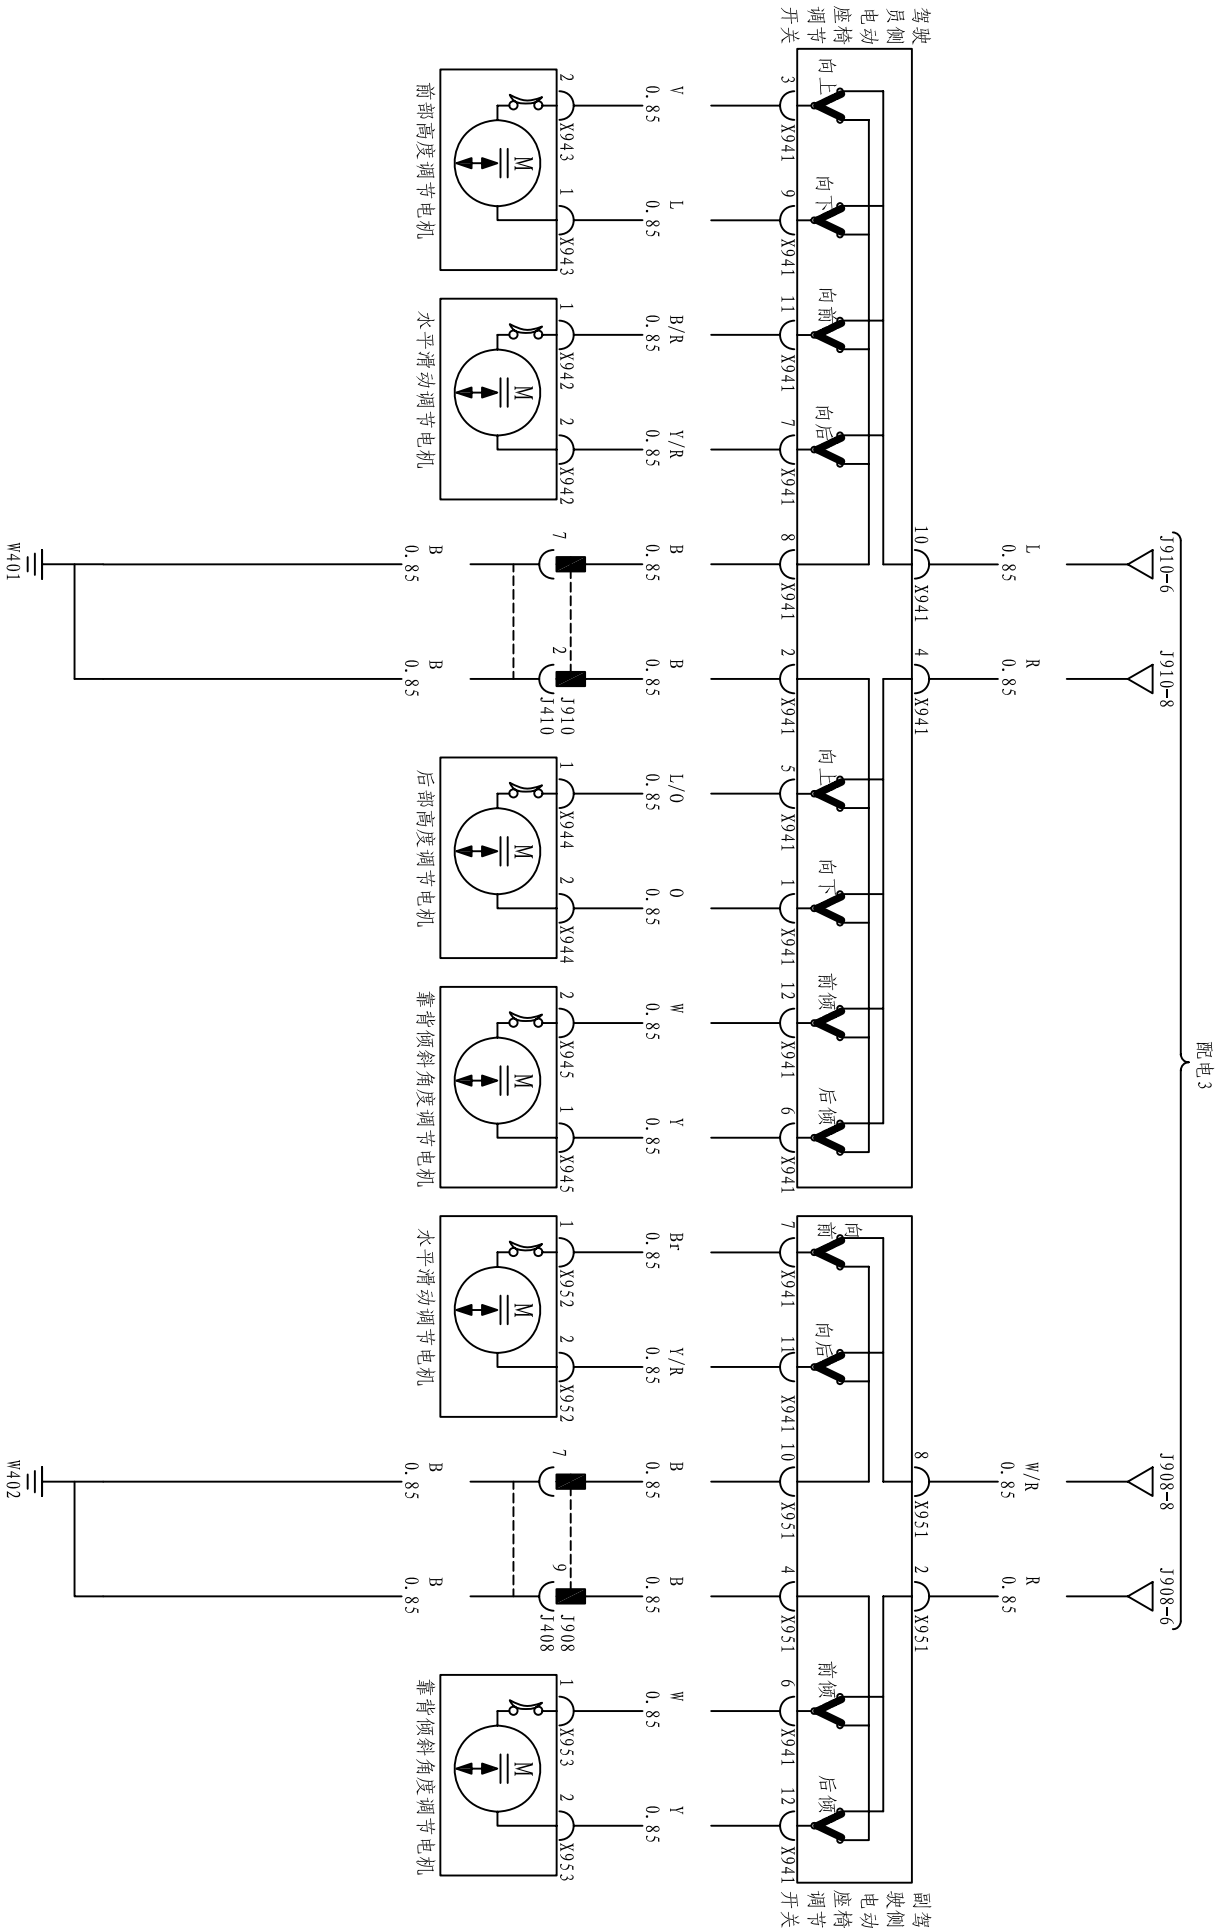 配电3
J910-6
J910-8
J908-8
J908-6
L
0.85
R
0.85
W/R
0.85
R
0.85
10
X941
4
X941
8
X951
2
X951
驾驶
员侧
电动
座椅
调节
开关
副驾
驶侧
电动
座椅
调节
开关
向上
向下
向前
向后
向上
向下
前倾
后倾
向
前
向后
前倾
后倾
3
X941
9
X941
11
X941
7
X941
8
X941
2
X941
5
X941
1
X941
12
X941
6
X941
7
X941
11
X941
10
X951
4
X951
6
X941
12
X941
V
0.85
L
0.85
B/R
0.85
Y/R
0.85
B
0.85
B
0.85
L/O
0.85
O
0.85
W
0.85
Y
0.85
Br
0.85
Y/R
0.85
B
0.85
B
0.85
W
0.85
Y
0.85
2
X943
1
X943
1
X942
2
X942
7
2
J910
J410
1
X944
2
X944
2
X945
1
X945
1
X952
2
X952
7
9
J908
J408
1
X953
2
X953
M
M
M
M
M
M
前部高度调节电机
水平滑动调节电机
后部高度调节电机
靠背倾斜角度调节电机
水平滑动调节电机
靠背倾斜角度调节电机
B
0.85
B
0.85
B
0.85
B
0.85
W401
W402